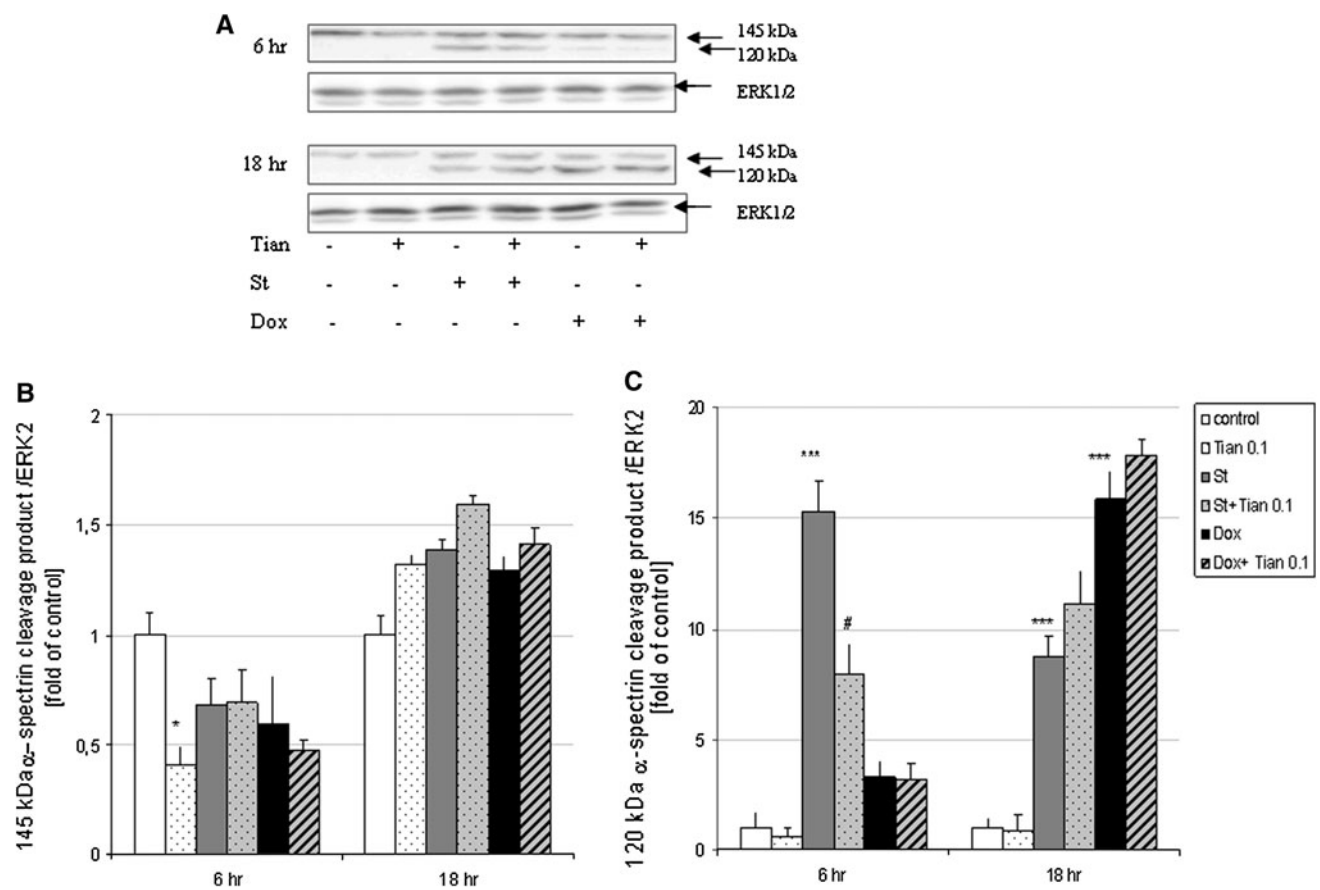 A
6 hr
145 kDa
120 kDa
ERK1/2
18 hr
145 kDa
120 kDa
ERK1/2
Tian - + - + - +
St - - + + - -
Dox - - - - + +
B
145 kDa α– spectrin cleavage product /ERK2
[fold of control]
2
1,5
1
0,5
0
*
6 hr 18 hr
C
120 kDa α-spectrin cleavage product /ERK2
[fold of control]
20
15
10
5
0
***
#
***
***
6 hr 18 hr
control
Tian 0.1
St
St+Tian 0.1
Dox
Dox+ Tian 0.1